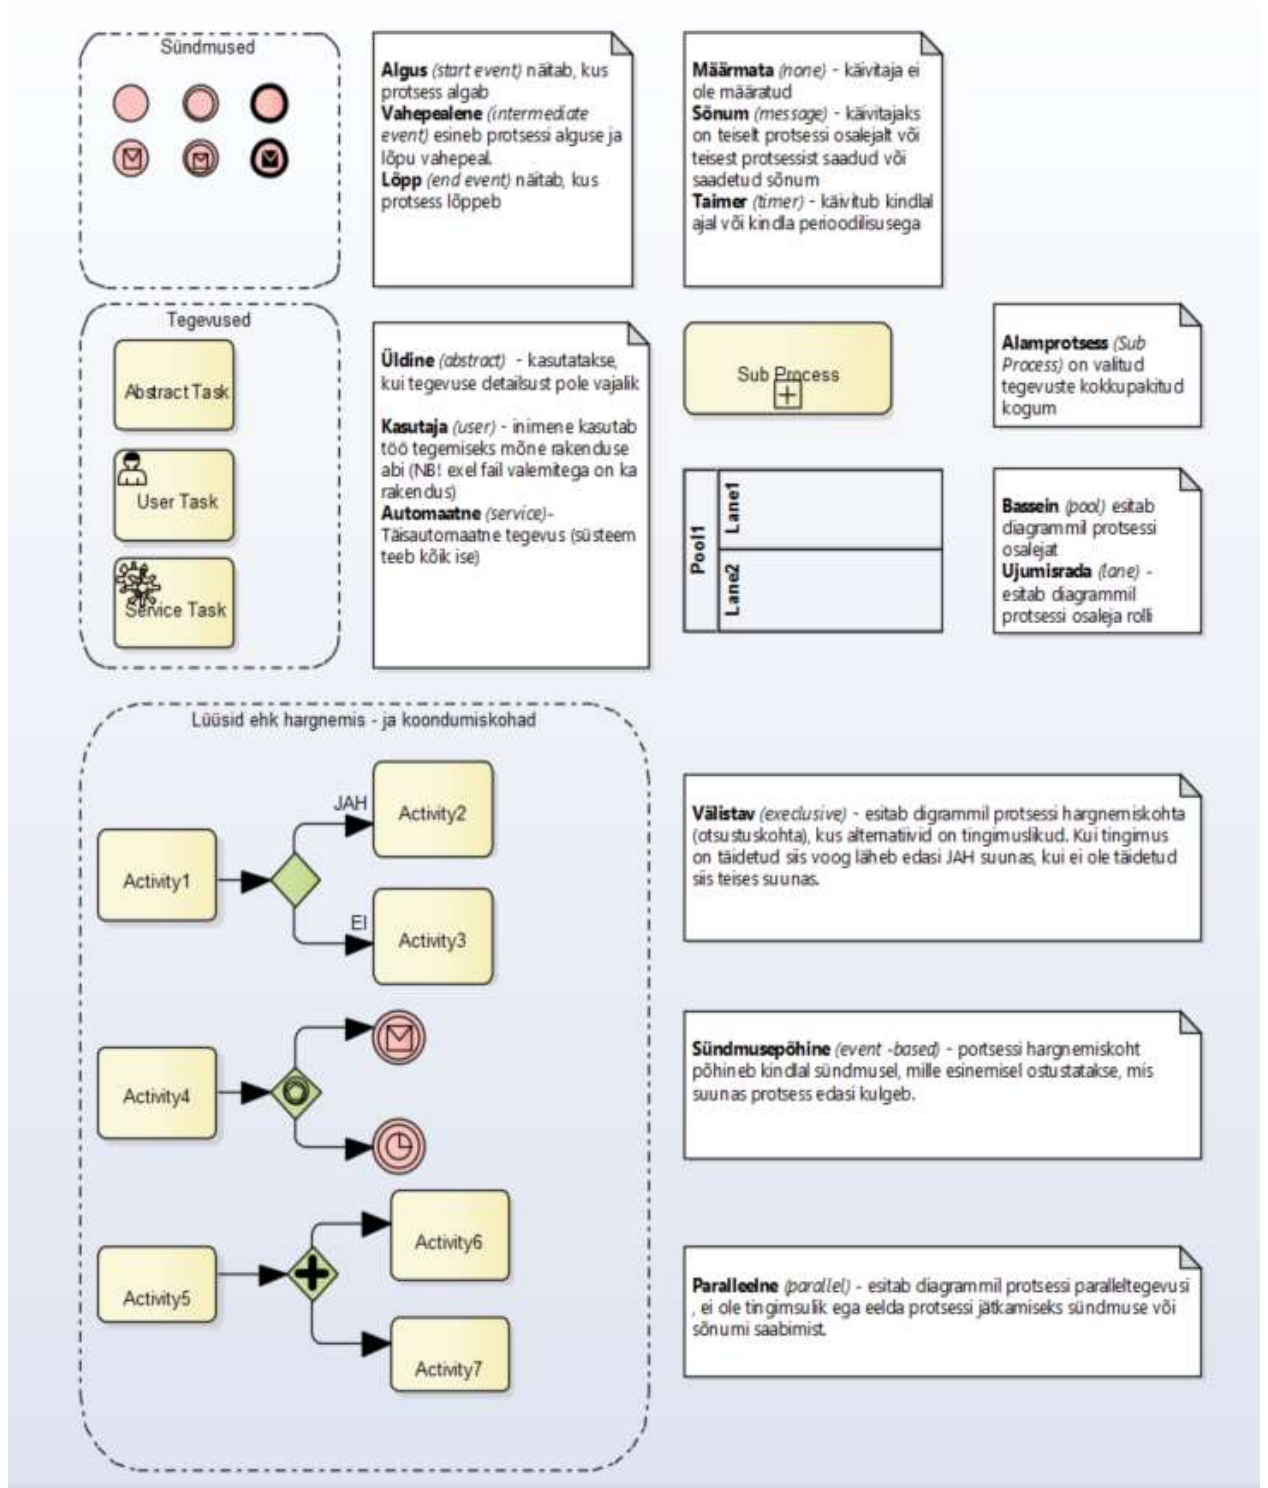 Sündmused
Algus (start event) näitab, kus
protsess algab
Vahepealene (intermediate
event) esineb protsessi alguse ja
lõpu vahepeal.
Lõpp (end event) näitab, kus
protsess lõppeb
Määrmata (none) - käivitaja ei
ole määratud
Sõnum (message) - käivitajaks
on teiselt protsessi osalejalt või
teisest protsessist saadud või
saadetud sõnum
Taimer (timer) - käivitub kindlal
ajal või kindla perioodilisusega
Tegevused
Abstract Task
User Task
Service Task
Üldine (abstract) - kasutatakse,
kui tegevuse detailsust pole vajalik
Kasutaja (user) - inimene kasutab
töö tegemiseks mõne rakenduse
abi (NB! exel fail valemitega on ka
rakendus)
Automaatne (service)-
Täisautomaatne tegevus (süsteem
teeb kõik ise)
Sub Process
Alamprotsess (Sub
Process) on valitud
tegevuste kokkupakitud
kogum
Pool1
Lane1
Lane2
Bassein (pool) esitab
diagrammil protsessi
osalejat
Ujumisrada (lane) -
esitab diagrammil
protsessi osaleja rolli
Lüüsid ehk hargnemis - ja koondumiskohad
Activity1
JAH
Activity2
EI
Activity3
Välistav (execlusive) - esitab digrammil protsessi hargnemiskohta
(otsustuskohta), kus alternatiivid on tingimuslikud. Kui tingimus
on täidetud siis voog läheb edasi JAH suunas, kui ei ole täidetud
siis teises suunas.
Activity4
Sündmusepõhine (event -based) - portsessi hargnemiskoht
põhineb kindlal sündmusel, mille esinemisel ostustatakse, mis
suunas protsess edasi kulgeb.
Activity5
Activity6
Activity7
Paralleelne (parallel) - esitab diagrammil protsessi paralleltegevusi
, ei ole tingimsulik ega eelda protsessi jätkamiseks sündmuse või
sõnumi saabimist.